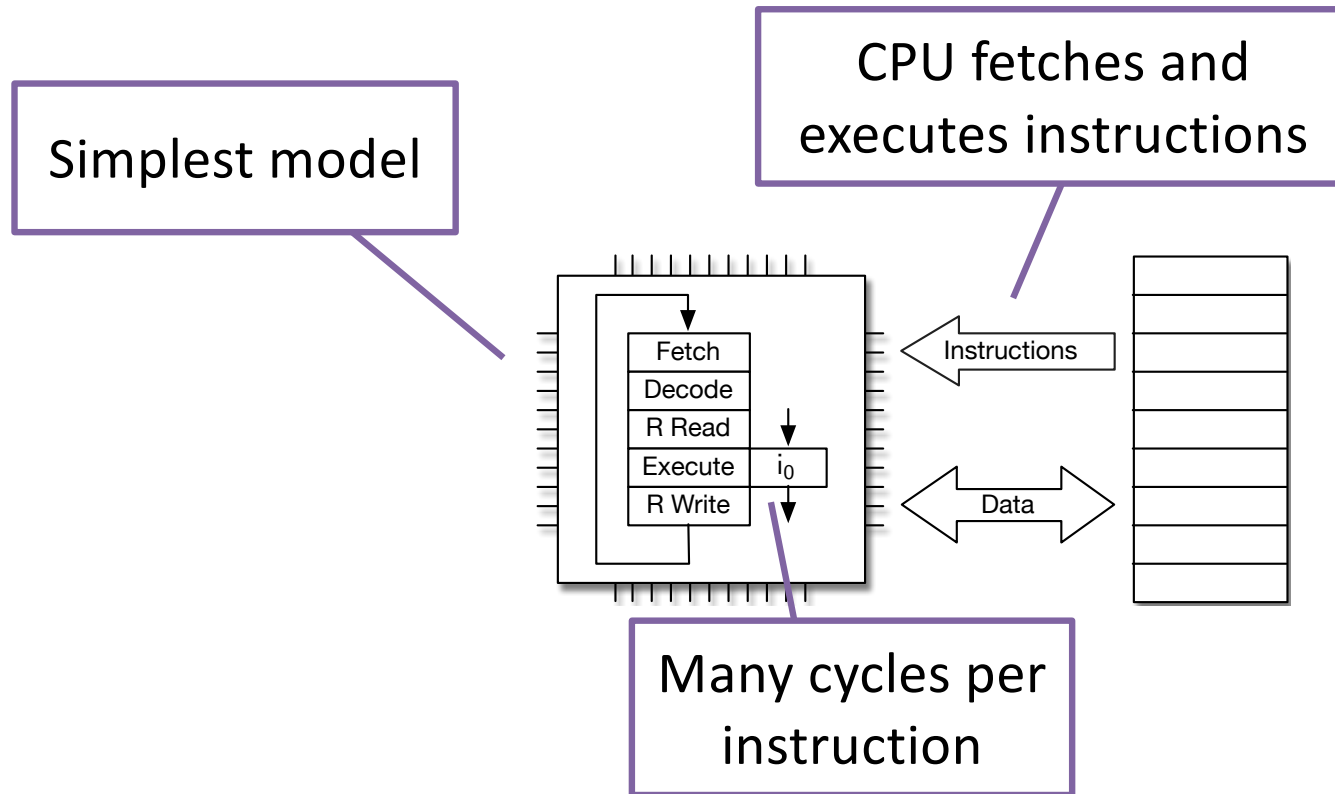 Simplest model
CPU fetches and
executes instructions
Fetch
Decode
R Read
Execute
R Write
i₀
Instructions
Data
Many cycles per
instruction